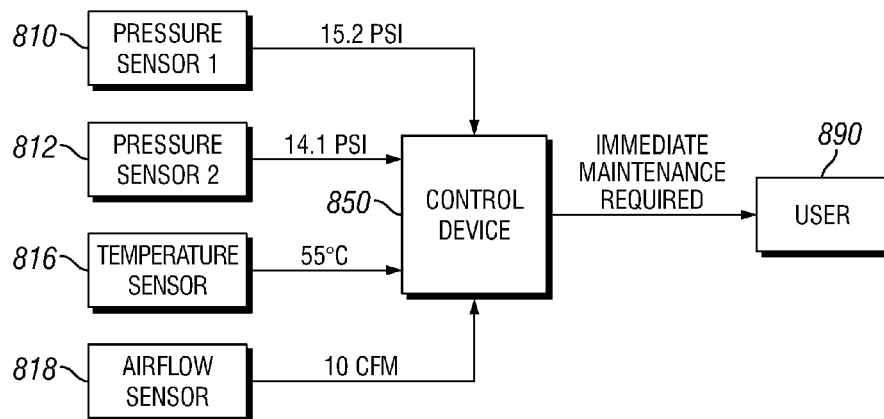 810
PRESSURE
SENSOR 1
15.2 PSI
812
PRESSURE
SENSOR 2
14.1 PSI
816
TEMPERATURE
SENSOR
55°C
818
AIRFLOW
SENSOR
10 CFM
850
CONTROL
DEVICE
IMMEDIATE
MAINTENANCE
REQUIRED
890
USER